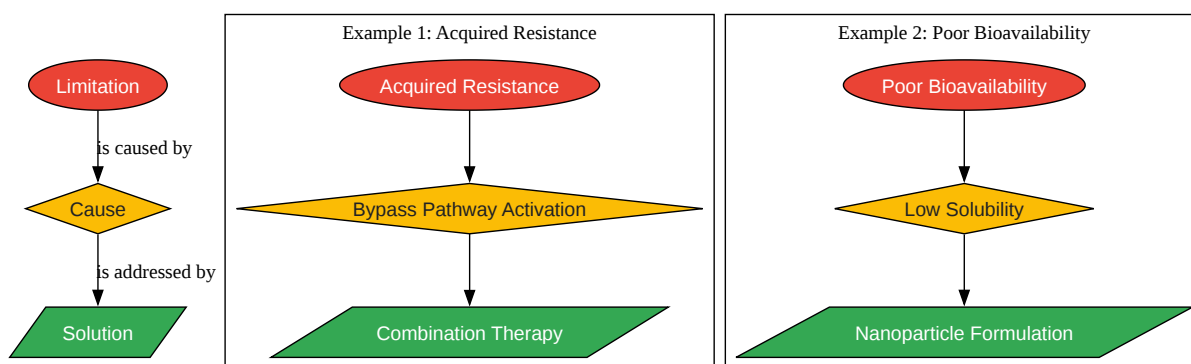 Limitation
is caused by
Cause
is addressed by
Solution
Example 1: Acquired Resistance
Acquired Resistance
Bypass Pathway Activation
Combination Therapy
Example 2: Poor Bioavailability
Poor Bioavailability
Low Solubility
Nanoparticle Formulation